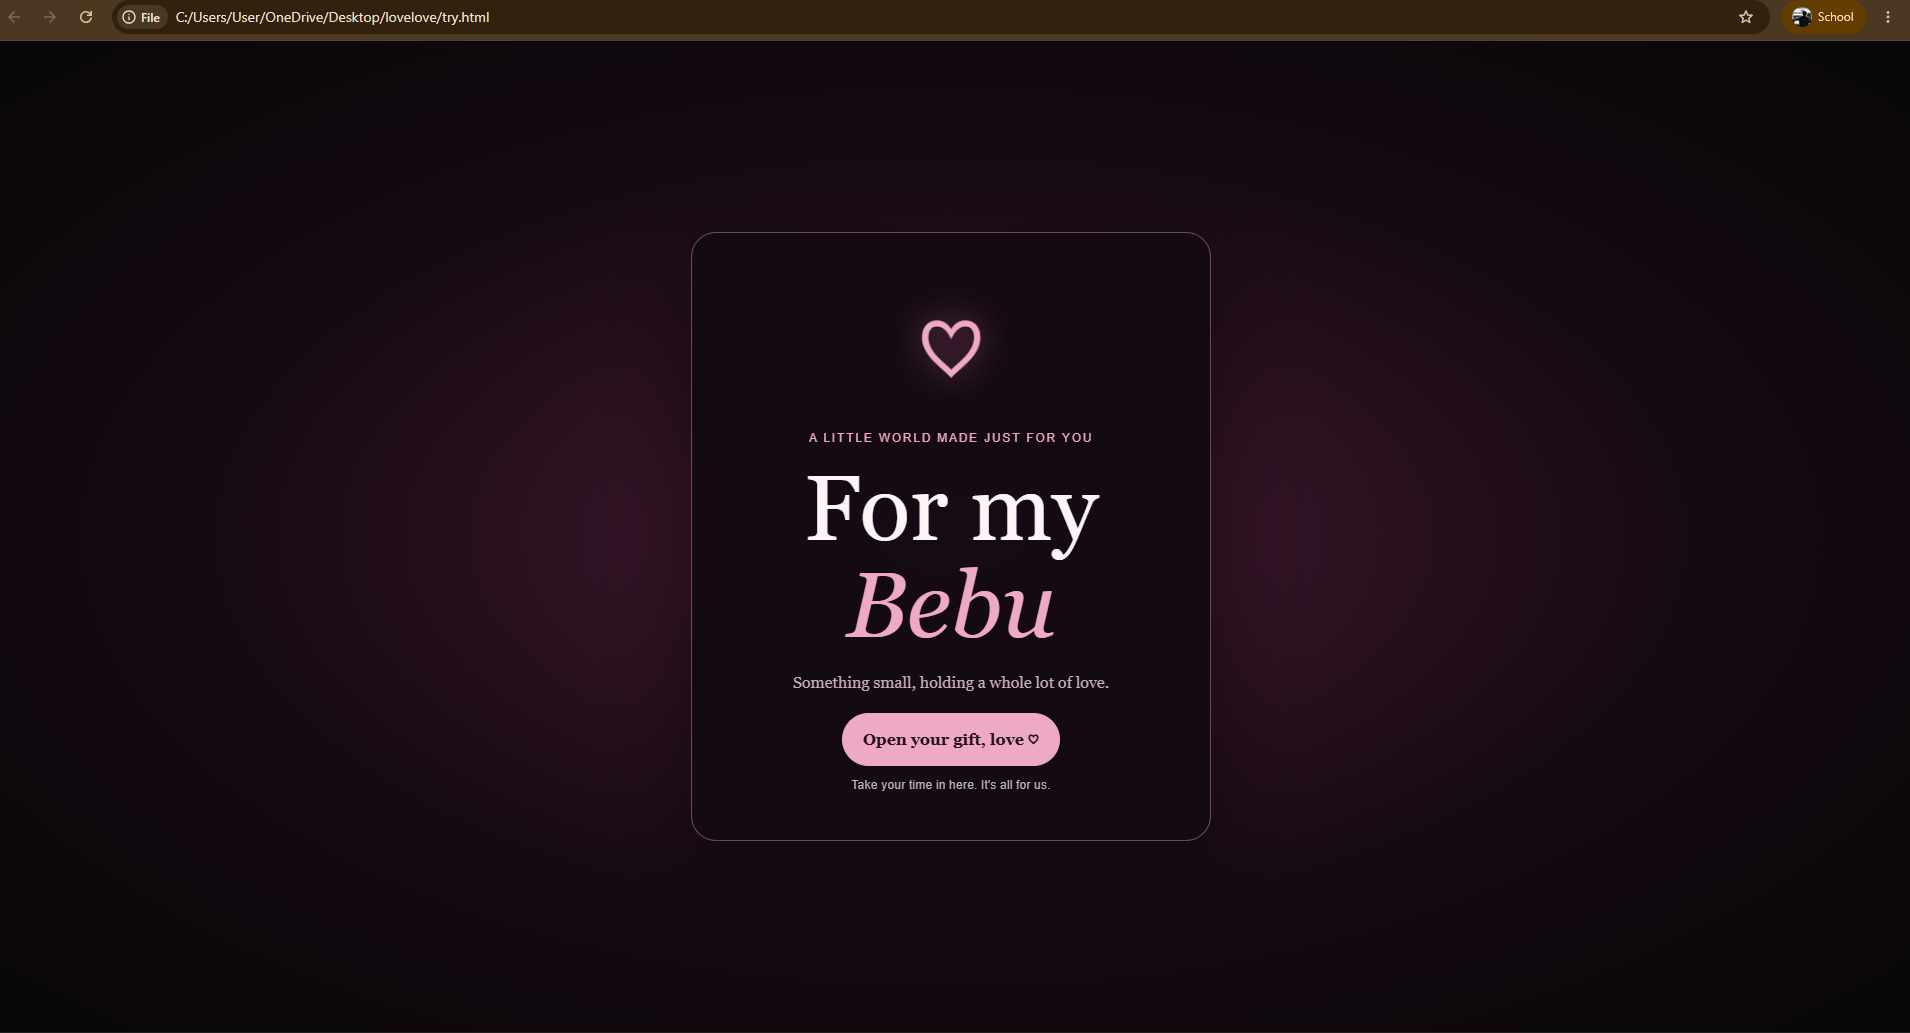 File
C:/Users/User/OneDrive/Desktop/lovelove/try.html
School
A LITTLE WORLD MADE JUST FOR YOU
For my
Bebu
Something small, holding a whole lot of love.
Open your gift, love ♡
Take your time in here. It's all for us.